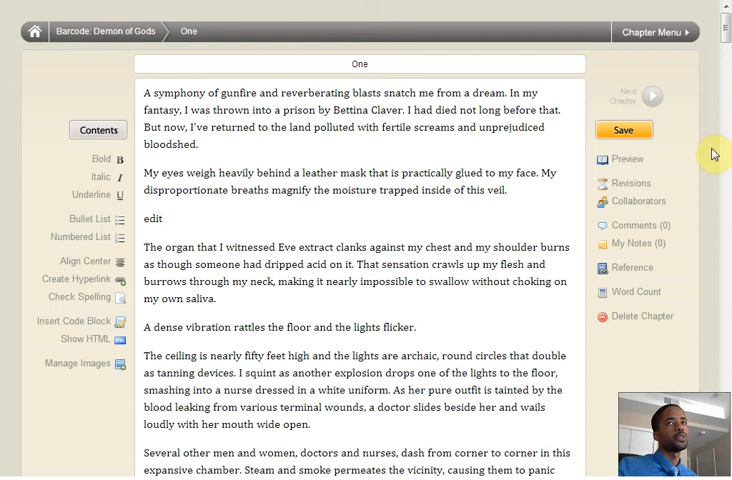 Barcode: Demon of Gods
One
Chapter Menu
One
Next
Chapter
Contents
Save
Bold B
Italic I
Underline U
Bullet List
Numbered List
Align Center
Create Hyperlink
Check Spelling
Insert Code Block
Show HTML
Manage Images
A symphony of gunfire and reverberating blasts snatch me from a dream. In my
fantasy, I was thrown into a prison by Bettina Claver. I had died not long before that.
But now, I've returned to the land polluted with fertile screams and unprejudiced
bloodshed.
My eyes weigh heavily behind a leather mask that is practically glued to my face. My
disproportionate breaths magnify the moisture trapped inside of this veil.
edit
The organ that I witnessed Eve extract clanks against my chest and my shoulder burns
as though someone had dripped acid on it. That sensation crawls up my flesh and
burrows through my neck, making it nearly impossible to swallow without choking on
my own saliva.
A dense vibration rattles the floor and the lights flicker.
The ceiling is nearly fifty feet high and the lights are archaic, round circles that double
as tanning devices. I squint as another explosion drops one of the lights to the floor,
smashing into a nurse dressed in a white uniform. As her pure outfit is tainted by the
blood leaking from various terminal wounds, a doctor slides beside her and wails
loudly with her mouth wide open.
Several other men and women, doctors and nurses, dash from corner to corner in this
expansive chamber. Steam and smoke permeates the vicinity, causing them to panic
Preview
Revisions
Collaborators
Comments (0)
My Notes (0)
Reference
Word Count
Delete Chapter